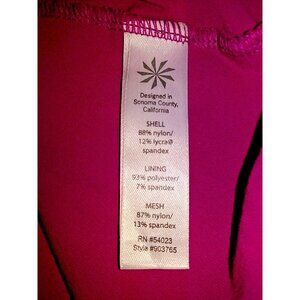 Designed in
Sonoma County,
California
SHELL
88% nylon/
12% lycra®
spandex
LINING
93% polyester/
7% spandex
MESH
87% nylon/
13% spandex
RN #54023
Style #903765